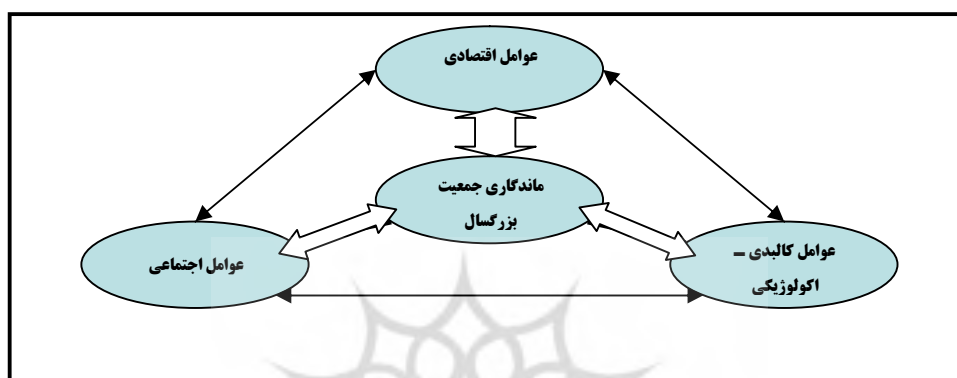 عوامل اقتصادی
ماندگاری جمعیت
بزرگسال
عوامل کالبدی –
اکولوژیکی
عوامل اجتماعی